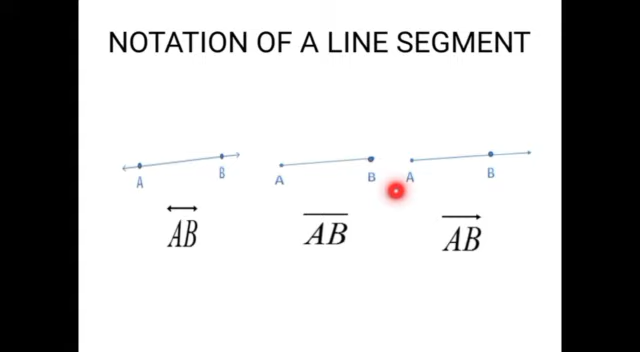 NOTATION OF A LINE SEGMENT
A B A B A B
AB AB AB